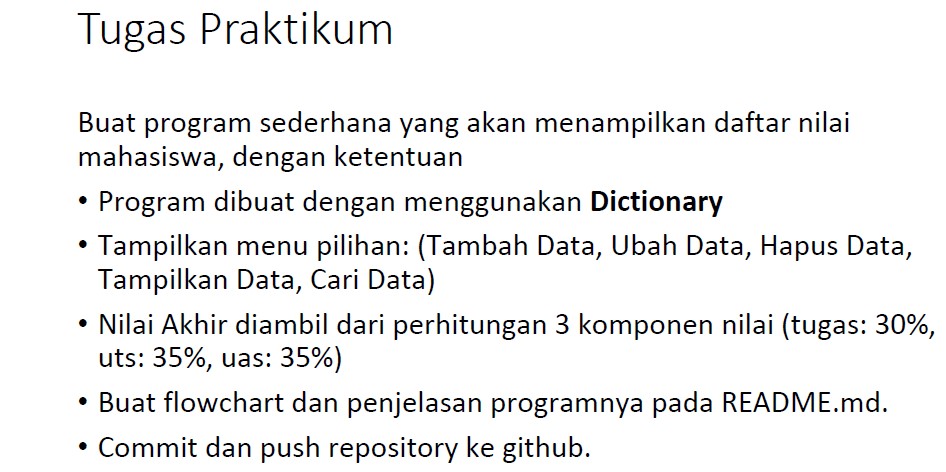 Tugas Praktikum
Buat program sederhana yang akan menampilkan daftar nilai
mahasiswa, dengan ketentuan
• Program dibuat dengan menggunakan Dictionary
• Tampilkan menu pilihan: (Tambah Data, Ubah Data, Hapus Data,
Tampilkan Data, Cari Data)
• Nilai Akhir diambil dari perhitungan 3 komponen nilai (tugas: 30%,
uts: 35%, uas: 35%)
• Buat flowchart dan penjelasan programnya pada README.md.
• Commit dan push repository ke github.